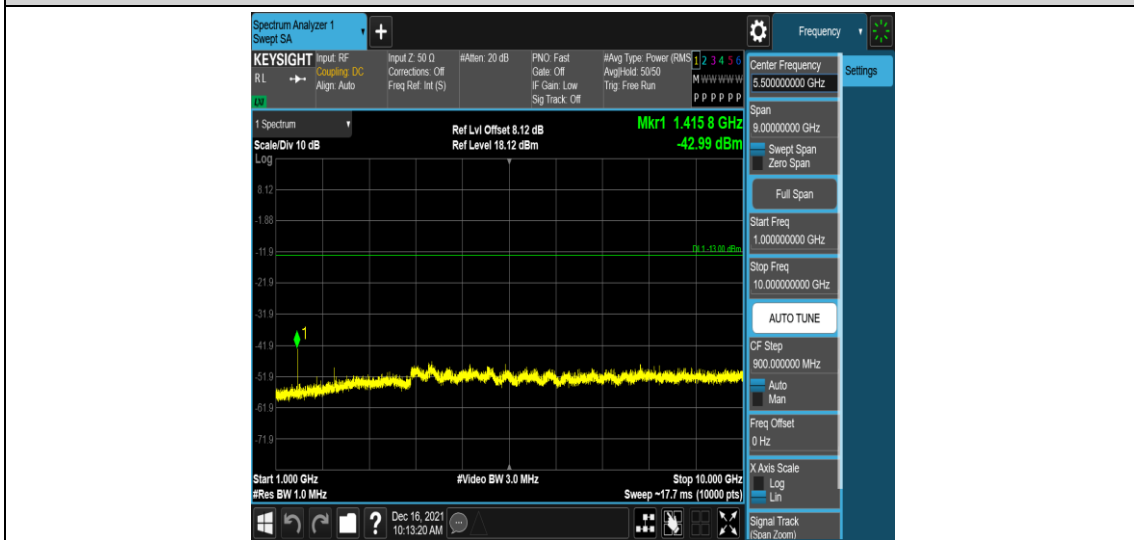 Spectrum Analyzer 1
Swept SA
+
Frequency
KEYSIGHT
RL
LXI
Input: RF
Coupling: DC
Align: Auto
Input Z: 50 Ω
Corrections: Off
Freq Ref: Int (S)
#Atten: 20 dB
PNO: Fast
Gate: Off
IF Gain: Low
Sig Track: Off
#Avg Type: Power (RMS
Avg|Hold: 50/50
Trig: Free Run
1 2 3 4 5 6
M W W W W W
P P P P P P
1 Spectrum
Scale/Div 10 dB
Log
Ref Lvl Offset 8.12 dB
Ref Level 18.12 dBm
Mkr1 1.415 8 GHz
-42.99 dBm
8.12
-1.88
-11.9
DL1 -13.00 dBm
-21.9
-31.9
1
-41.9
-51.9
-61.9
-71.9
Start 1.000 GHz
#Video BW 3.0 MHz
Stop 10.000 GHz
#Res BW 1.0 MHz
Sweep ~17.7 ms (10000 pts)
?
Dec 16, 2021
10:13:20 AM
Center Frequency
5.500000000 GHz
Settings
Span
9.00000000 GHz
Swept Span
Zero Span
Full Span
Start Freq
1.000000000 GHz
Stop Freq
10.000000000 GHz
AUTO TUNE
CF Step
900.000000 MHz
Auto
Man
Freq Offset
0 Hz
X Axis Scale
Log
Lin
Signal Track
(Span Zoom)